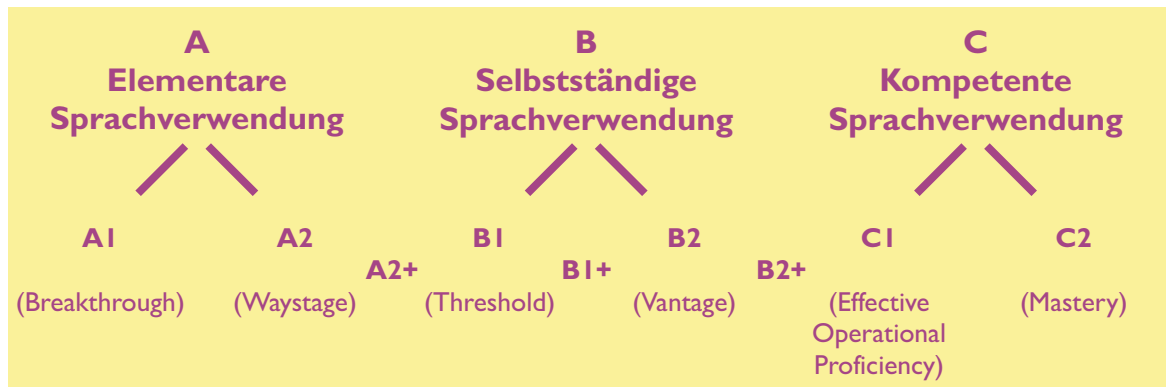 A
Elementare
Sprachverwendung
B
Selbstständige
Sprachverwendung
C
Kompetente
Sprachverwendung
A1
A2
B1
B2
C1
C2
A2+
B1+
B2+
(Breakthrough)
(Waystage)
(Threshold)
(Vantage)
(Effective
Operational
Proficiency)
(Mastery)